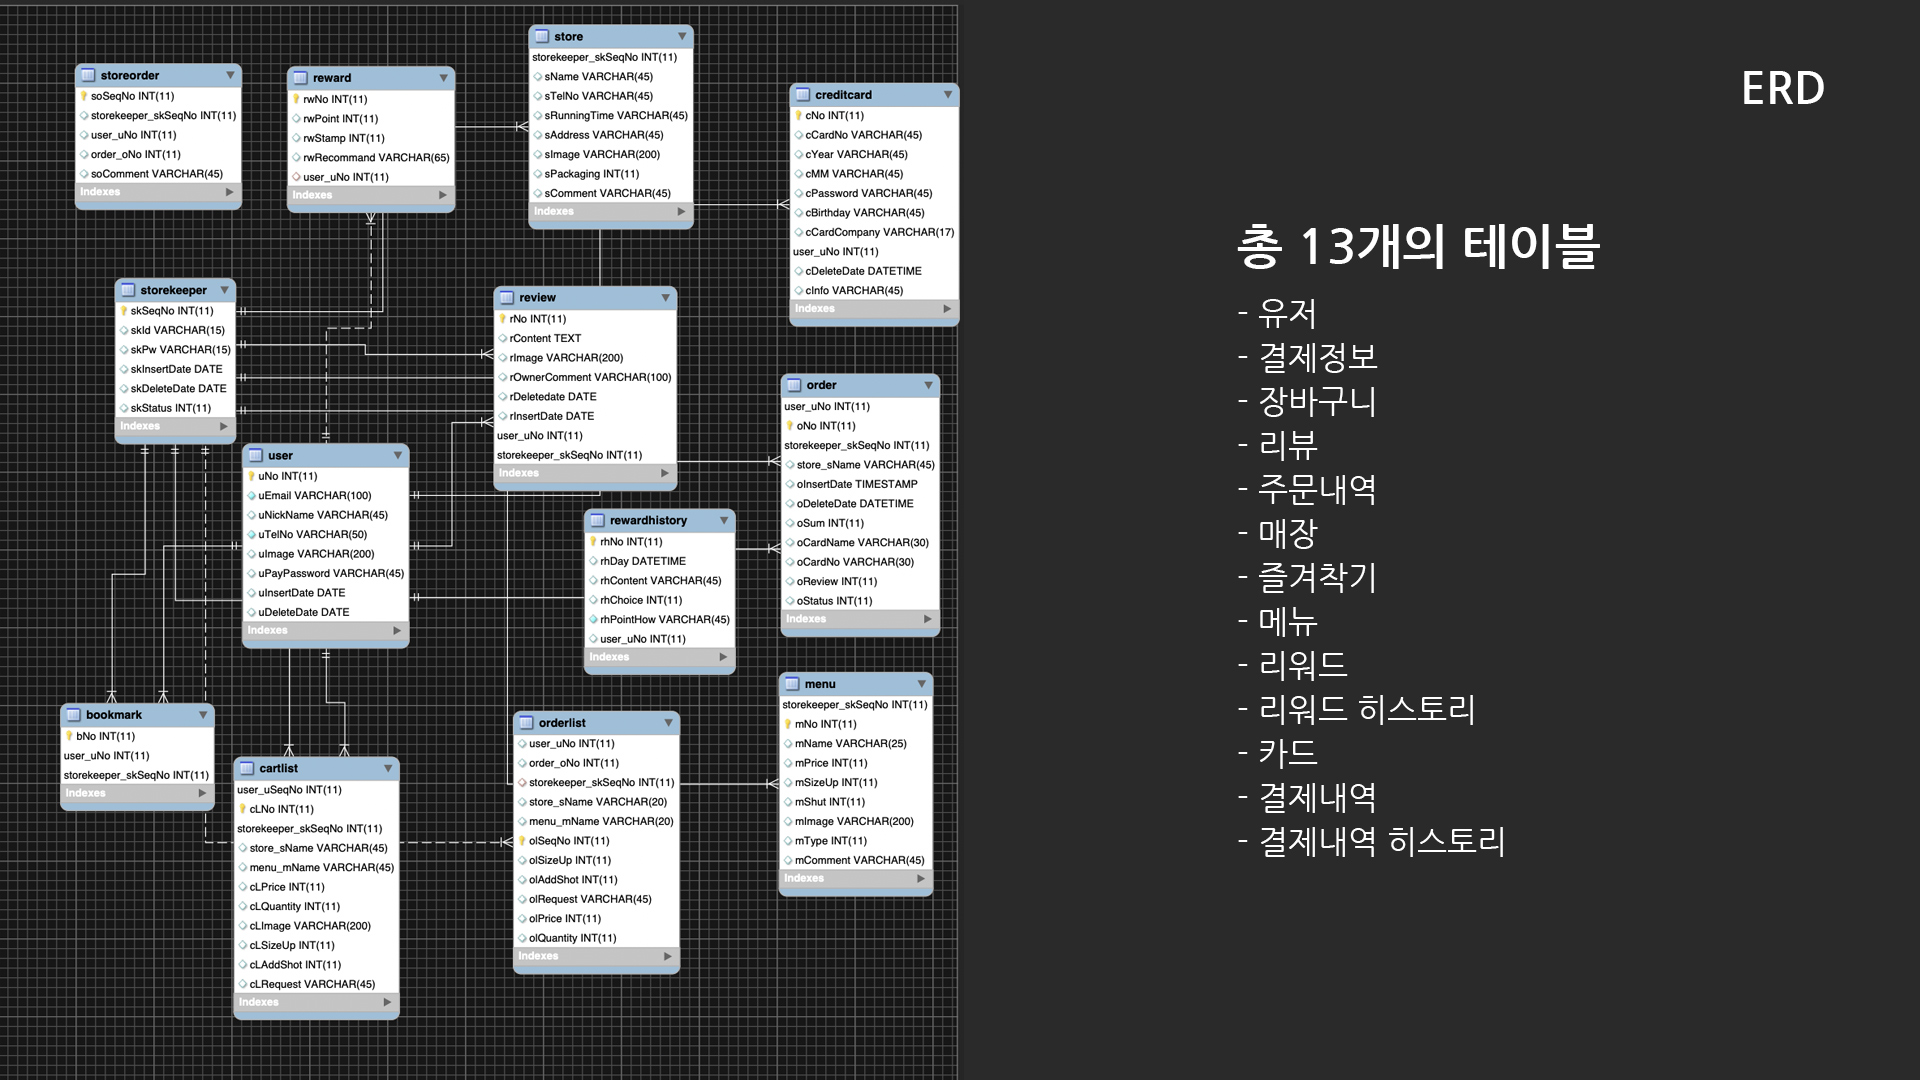 storeorder
soSeqNo INT(11)
storekeeper_skSeqNo INT(11)
user_uNo INT(11)
order_oNo INT(11)
soComment VARCHAR(45)
Indexes
reward
rwNo INT(11)
rwPoint INT(11)
rwStamp INT(11)
rwRecommand VARCHAR(65)
user_uNo INT(11)
Indexes
store
storekeeper_skSeqNo INT(11)
sName VARCHAR(45)
sTelNo VARCHAR(45)
sRunningTime VARCHAR(45)
sAddress VARCHAR(45)
sImage VARCHAR(200)
sPackaging INT(11)
sComment VARCHAR(45)
Indexes
creditcard
cNo INT(11)
cCardNo VARCHAR(45)
cYear VARCHAR(45)
cMM VARCHAR(45)
cPassword VARCHAR(45)
cBirthday VARCHAR(45)
cCardCompany VARCHAR(17)
user_uNo INT(11)
cDeleteDate DATETIME
cInfo VARCHAR(45)
Indexes
storekeeper
skSeqNo INT(11)
skId VARCHAR(15)
skPw VARCHAR(15)
skInsertDate DATE
skDeleteDate DATE
skStatus INT(11)
Indexes
review
rNo INT(11)
rContent TEXT
rImage VARCHAR(200)
rOwnerComment VARCHAR(100)
rDeletedate DATE
rInsertDate DATE
user_uNo INT(11)
storekeeper_skSeqNo INT(11)
Indexes
order
user_uNo INT(11)
oNo INT(11)
storekeeper_skSeqNo INT(11)
store_sName VARCHAR(45)
oInsertDate TIMESTAMP
oDeleteDate DATETIME
oSum INT(11)
oCardName VARCHAR(30)
oCardNo VARCHAR(30)
oReview INT(11)
oStatus INT(11)
Indexes
user
uNo INT(11)
uEmail VARCHAR(100)
uNickName VARCHAR(45)
uTelNo VARCHAR(50)
uImage VARCHAR(200)
uPayPassword VARCHAR(45)
uInsertDate DATE
uDeleteDate DATE
Indexes
rewardhistory
rhNo INT(11)
rhDay DATETIME
rhContent VARCHAR(45)
rhChoice INT(11)
rhPointHow VARCHAR(45)
user_uNo INT(11)
Indexes
bookmark
bNo INT(11)
user_uNo INT(11)
storekeeper_skSeqNo INT(11)
Indexes
cartlist
user_uSeqNo INT(11)
cLNo INT(11)
storekeeper_skSeqNo INT(11)
store_sName VARCHAR(45)
menu_mName VARCHAR(45)
cLPrice INT(11)
cLQuantity INT(11)
cLImage VARCHAR(200)
cLSizeUp INT(11)
cLAddShot INT(11)
cLRequest VARCHAR(45)
Indexes
orderlist
user_uNo INT(11)
order_oNo INT(11)
storekeeper_skSeqNo INT(11)
store_sName VARCHAR(20)
menu_mName VARCHAR(20)
olSeqNo INT(11)
olSizeUp INT(11)
olAddShot INT(11)
olRequest VARCHAR(45)
olPrice INT(11)
olQuantity INT(11)
Indexes
menu
storekeeper_skSeqNo INT(11)
mNo INT(11)
mName VARCHAR(25)
mPrice INT(11)
mSizeUp INT(11)
mShut INT(11)
mImage VARCHAR(200)
mType INT(11)
mComment VARCHAR(45)
Indexes
ERD
총 13개의 테이블
- 유저
- 결제정보
- 장바구니
- 리뷰
- 주문내역
- 매장
- 즐겨착기
- 메뉴
- 리워드
- 리워드 히스토리
- 카드
- 결제내역
- 결제내역 히스토리